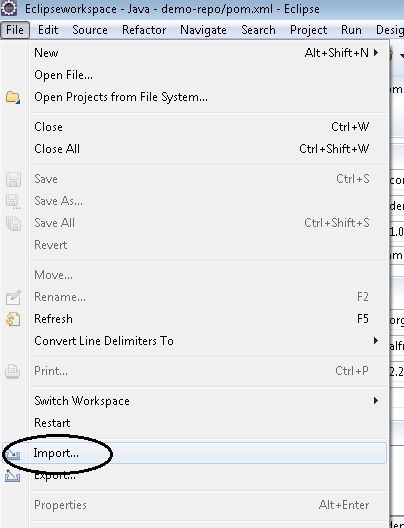 Eclipseworkspace - Java - demo-repo/pom.xml - Eclipse
File Edit Source Refactor Navigate Search Project Run Desig
New Alt+Shift+N
Open File...
Open Projects from File System...
Close Ctrl+W
Close All Ctrl+Shift+W
Save Ctrl+S
Save As...
Save All Ctrl+Shift+S
Revert
Move...
Rename... F2
Refresh F5
Convert Line Delimiters To
Print... Ctrl+P
Switch Workspace
Restart
Import...
Export...
Properties Alt+Enter